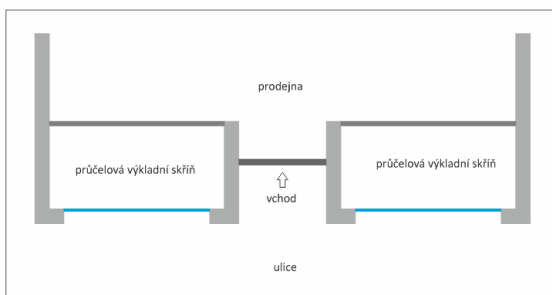 prodejna
průčelová výkladní skříň
průčelová výkladní skříň
vchod
ulice